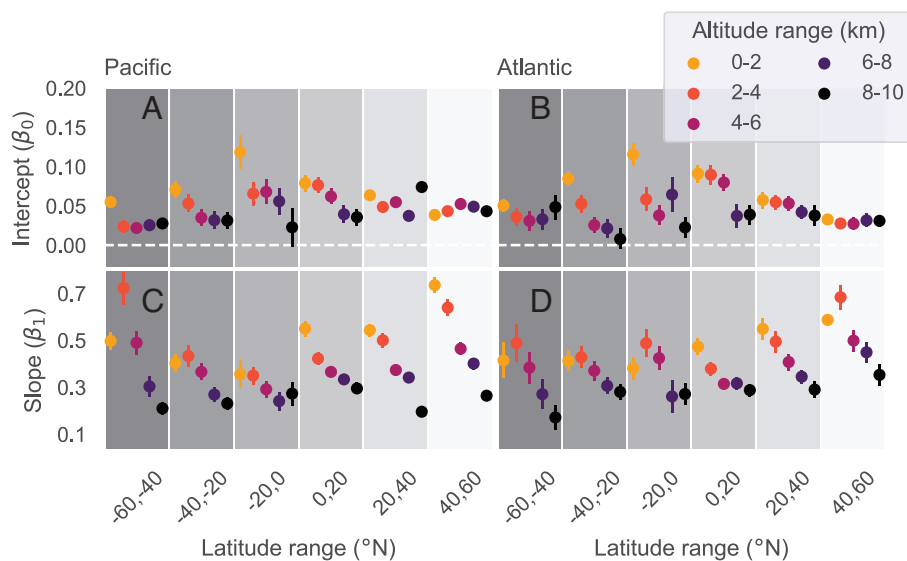 Altitude range (km)
0-2
6-8
2-4
8-10
4-6
Pacific
Atlantic
Intercept (β0)
0.20
0.15
0.10
0.05
0.00
A
B
Slope (β1)
0.7
0.5
0.3
0.1
C
D
-60,-40
-40,-20
-20,0
0,20
20,40
40,60
-60,-40
-40,-20
-20,0
0,20
20,40
40,60
Latitude range (°N)
Latitude range (°N)